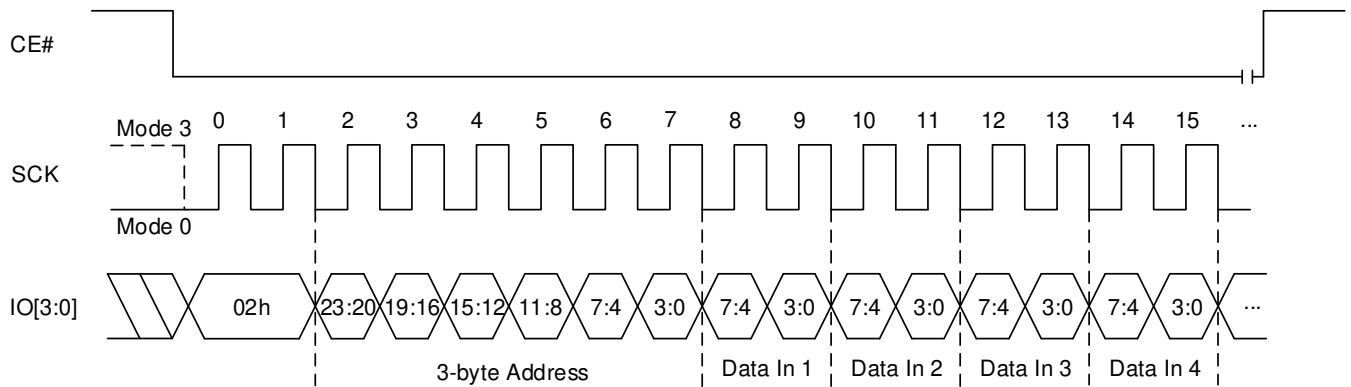 CE#
Mode 3 0 1 2 3 4 5 6 7 8 9 10 11 12 13 14 15 ...
SCK
Mode 0
IO[3:0] 02h 23:20 19:16 15:12 11:8 7:4 3:0 7:4 3:0 7:4 3:0 7:4 3:0 7:4 3:0 ...
3-byte Address Data In 1 Data In 2 Data In 3 Data In 4